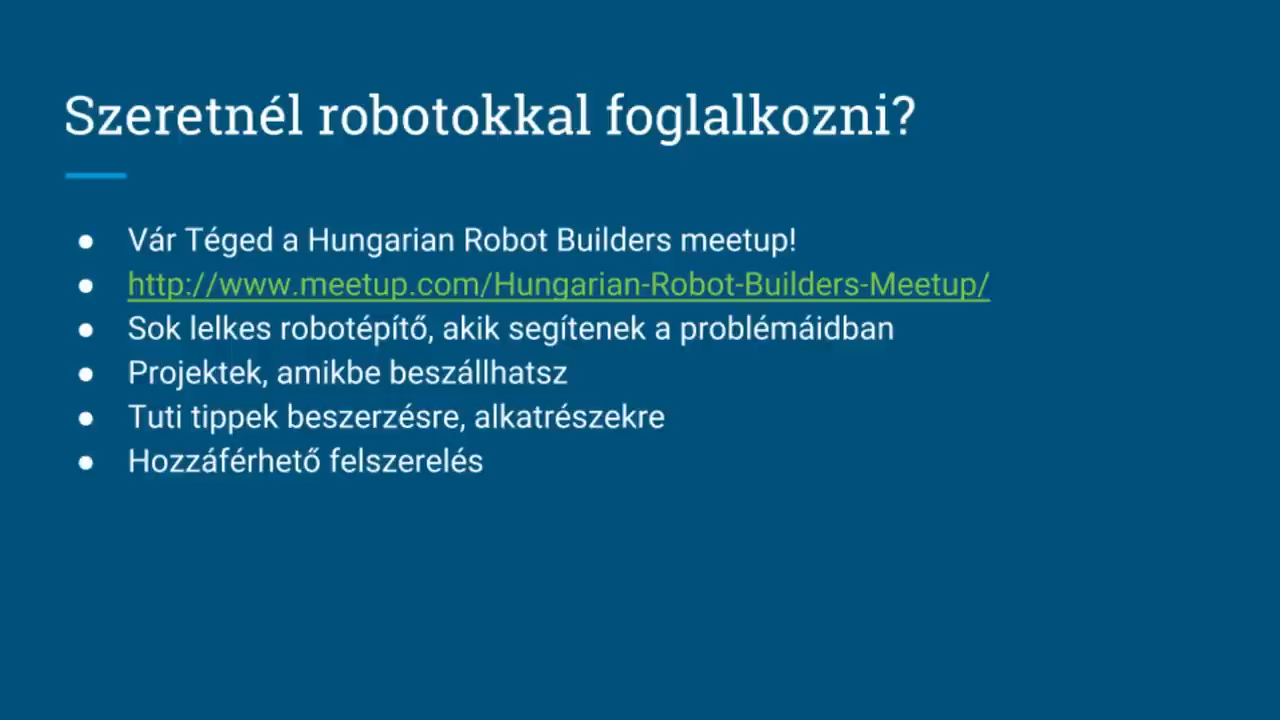 Szeretnél robotokkal foglalkozni?
● Vár Téged a Hungarian Robot Builders meetup!
● http://www.meetup.com/Hungarian-Robot-Builders-Meetup/
● Sok lelkes robotépítő, akik segítenek a problémáidban
● Projektek, amikbe beszállhatsz
● Tuti tippek beszerzésre, alkatrészekre
● Hozzáférhető felszerelés